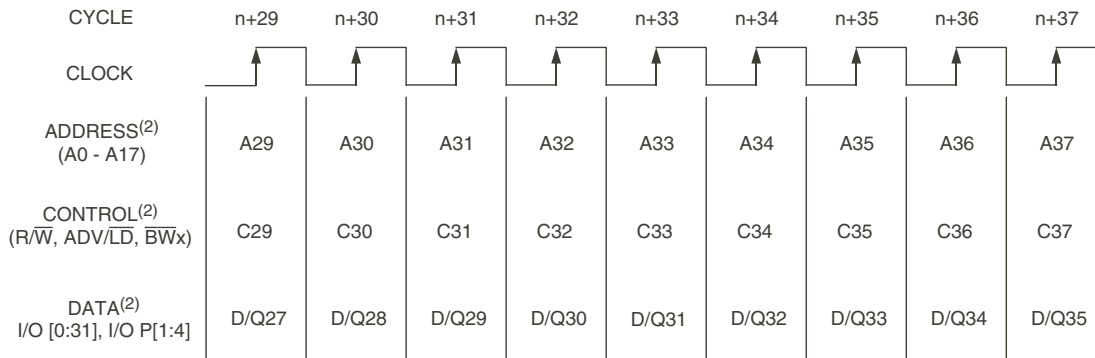 CYCLE n+29 n+30 n+31 n+32 n+33 n+34 n+35 n+36 n+37
CLOCK
ADDRESS(2)
(A0 - A17) A29 A30 A31 A32 A33 A34 A35 A36 A37
CONTROL(2)
(R/W̅, ADV/L̅D̅, B̅W̅x) C29 C30 C31 C32 C33 C34 C35 C36 C37
DATA(2)
I/O [0:31], I/O P[1:4] D/Q27 D/Q28 D/Q29 D/Q30 D/Q31 D/Q32 D/Q33 D/Q34 D/Q35